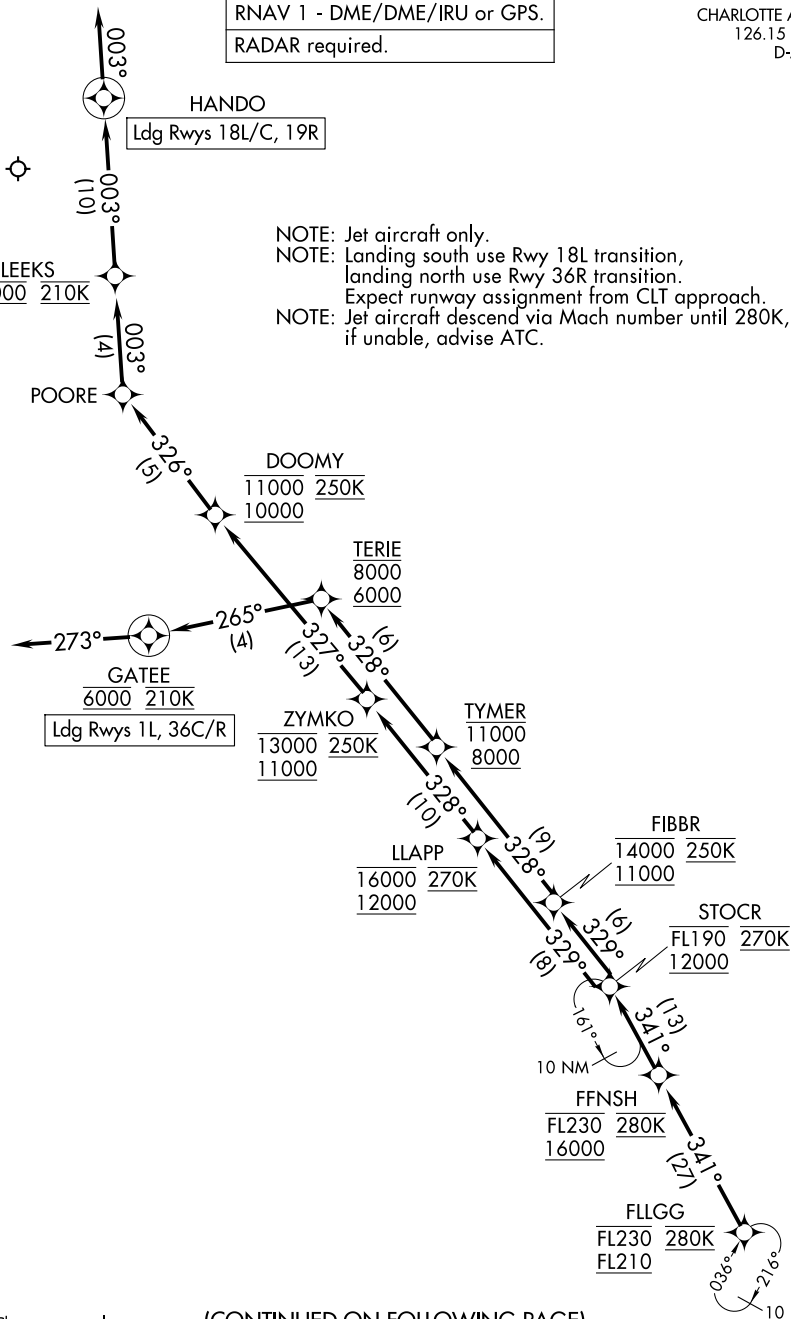 RNAV 1 - DME/DME/IRU or GPS.
RADAR required.
CHARLOTTE
126.15
003°
HANDO
Ldg Rwys 18L/C, 19R
003°
(10)
NOTE: Jet aircraft only.
NOTE: Landing south use Rwy 18L transition,
landing north use Rwy 36R transition.
Expect runway assignment from CLT approach.
NOTE: Jet aircraft descend via Mach number until 280K,
if unable, advise ATC.
LEEKS
210K
003°
(4)
POORE
326°
(5)
DOOMY
11000 250K
10000
TERIE
8000
6000
265°
(4)
273°
GATEE
6000 210K
Ldg Rwys 1L, 36C/R
327°
(13)
328°
(6)
ZYMKO
13000 250K
11000
TYMER
11000
8000
328°
(10)
328°
(9)
LLAPP
16000 270K
12000
FIBBR
14000 250K
11000
329°
(6)
329°
(8)
STOCR
FL190 270K
12000
161°
10 NM
341°
(13)
FFNSH
FL230 280K
16000
341°
(27)
FLLGG
FL230 280K
FL210
036°
216°
10
(CONTINUED ON FOLLOWING PAGE)